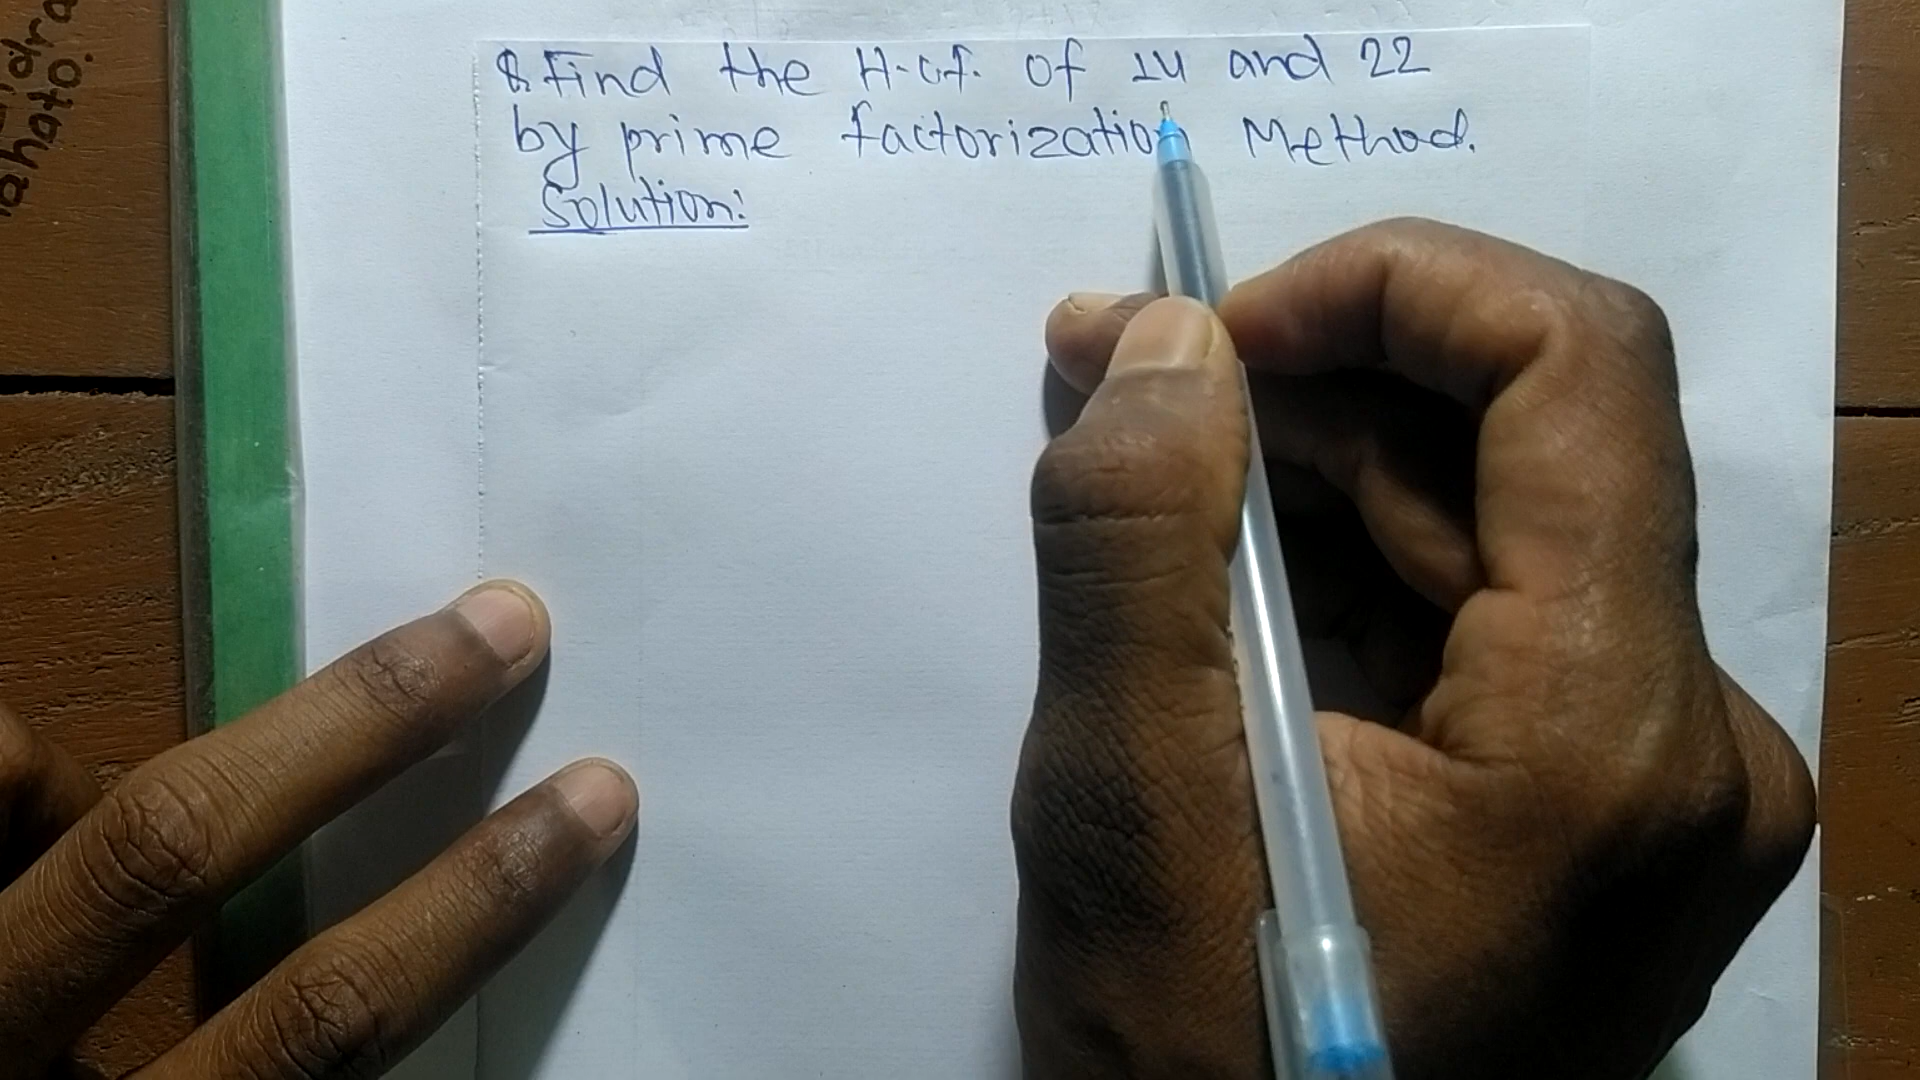 Q. Find the H.C.F. of 14 and 22
by prime factorization Method.
Solution: